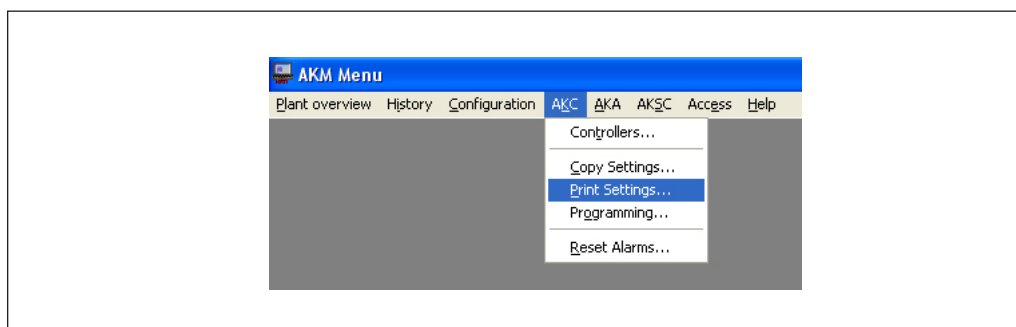 AKM Menu
Plant overview History Configuration AKC AKA AKSC Access Help
Controllers...
Copy Settings...
Print Settings...
Programming...
Reset Alarms...